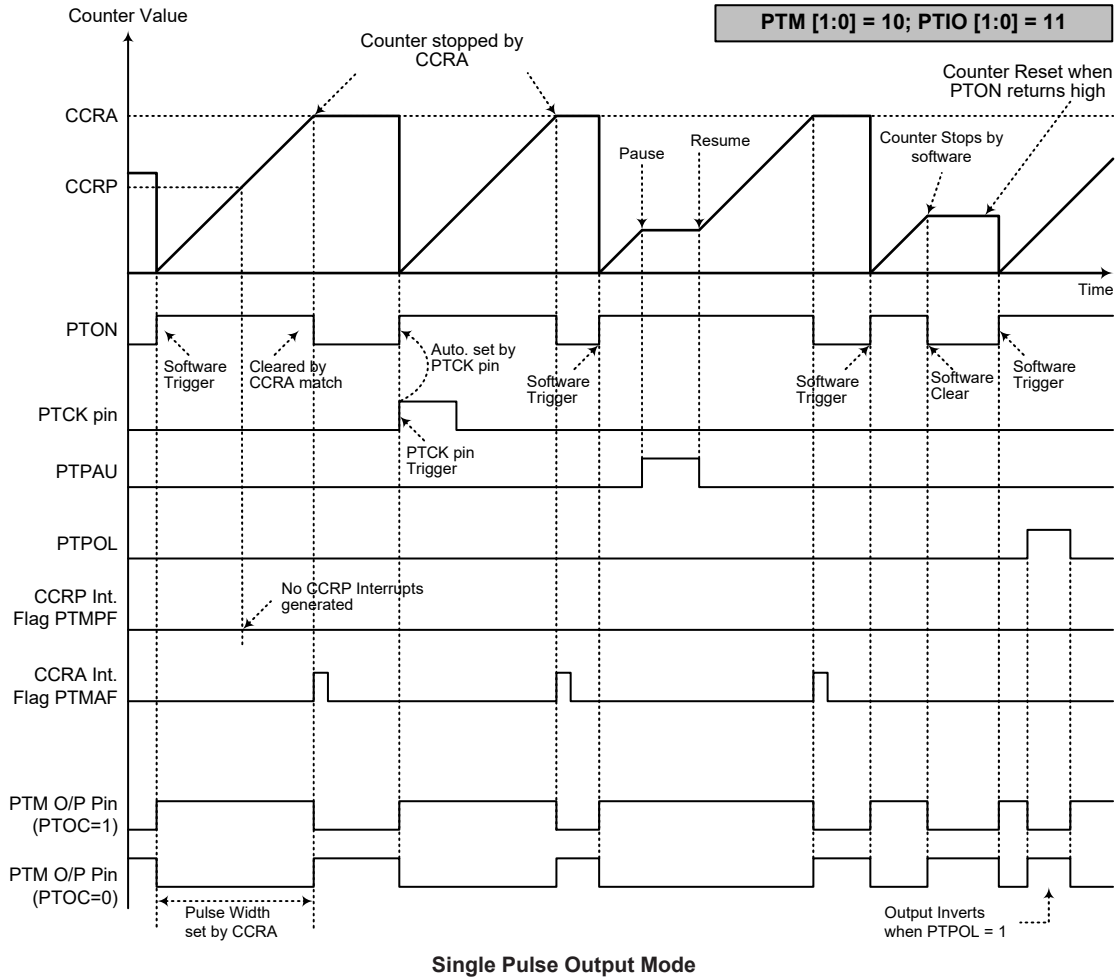 Counter Value
PTM [1:0] = 10; PTIO [1:0] = 11
Counter stopped by
CCRA
Counter Reset when
PTON returns high
CCRA
Pause
Resume
Counter Stops by
software
CCRP
Time
PTON
Software
Trigger
Cleared by
CCRA match
Auto. set by
PTCK pin
Software
Trigger
Software
Trigger
Software
Clear
Software
Trigger
PTCK pin
PTCK pin
Trigger
PTPAU
PTPOL
CCRP Int.
Flag PTMPF
No CCRP Interrupts
generated
CCRA Int.
Flag PTMAF
PTM O/P Pin
(PTOC=1)
PTM O/P Pin
(PTOC=0)
Pulse Width
set by CCRA
Output Inverts
when PTPOL = 1
Single Pulse Output Mode